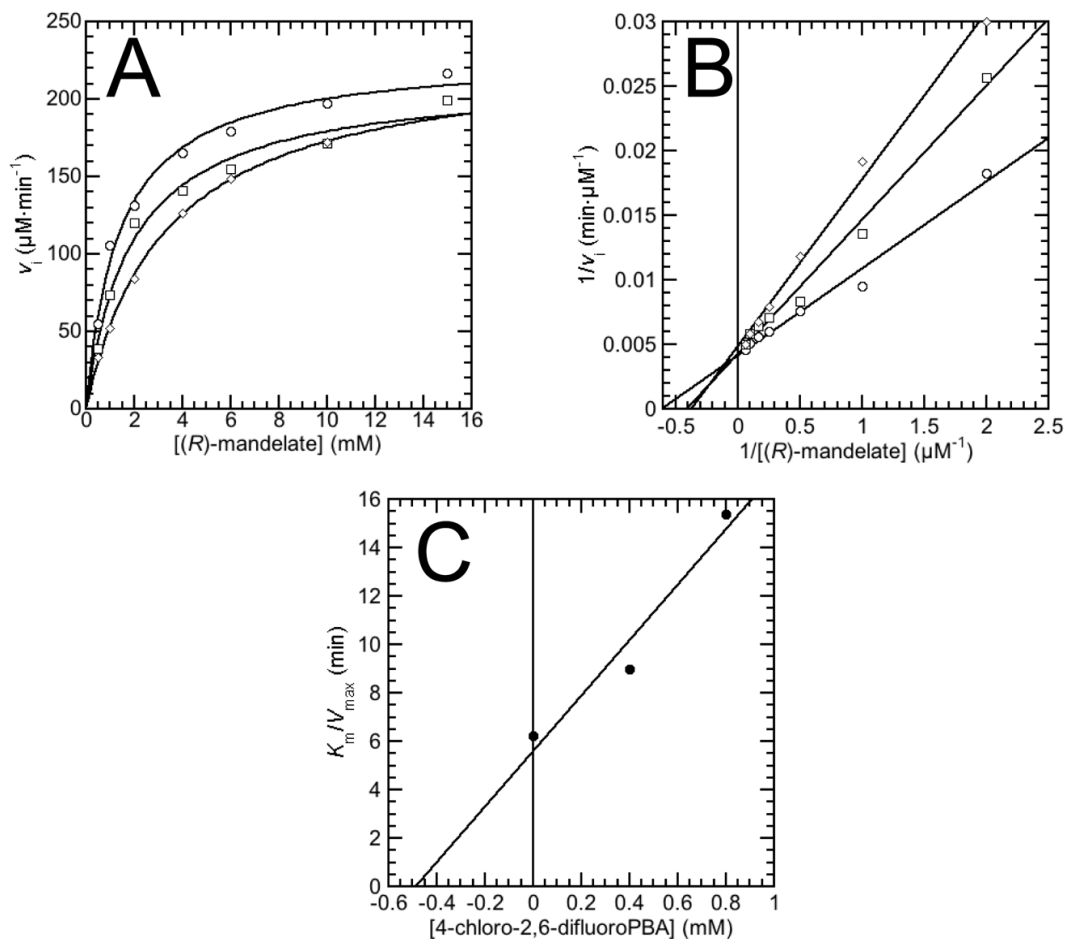 A
250
200
150
100
50
0
v_i (µM·min⁻¹)
0 2 4 6 8 10 12 14 16
[(R)-mandelate] (mM)
B
0.03
0.025
0.02
0.015
0.01
0.005
0
1/v_i (min·µM⁻¹)
-0.5 0 0.5 1 1.5 2 2.5
1/[(R)-mandelate] (µM⁻¹)
C
16
14
12
10
8
6
4
2
0
K_m/V_max (min)
-0.6 -0.4 -0.2 0 0.2 0.4 0.6 0.8 1
[4-chloro-2,6-difluoroPBA] (mM)